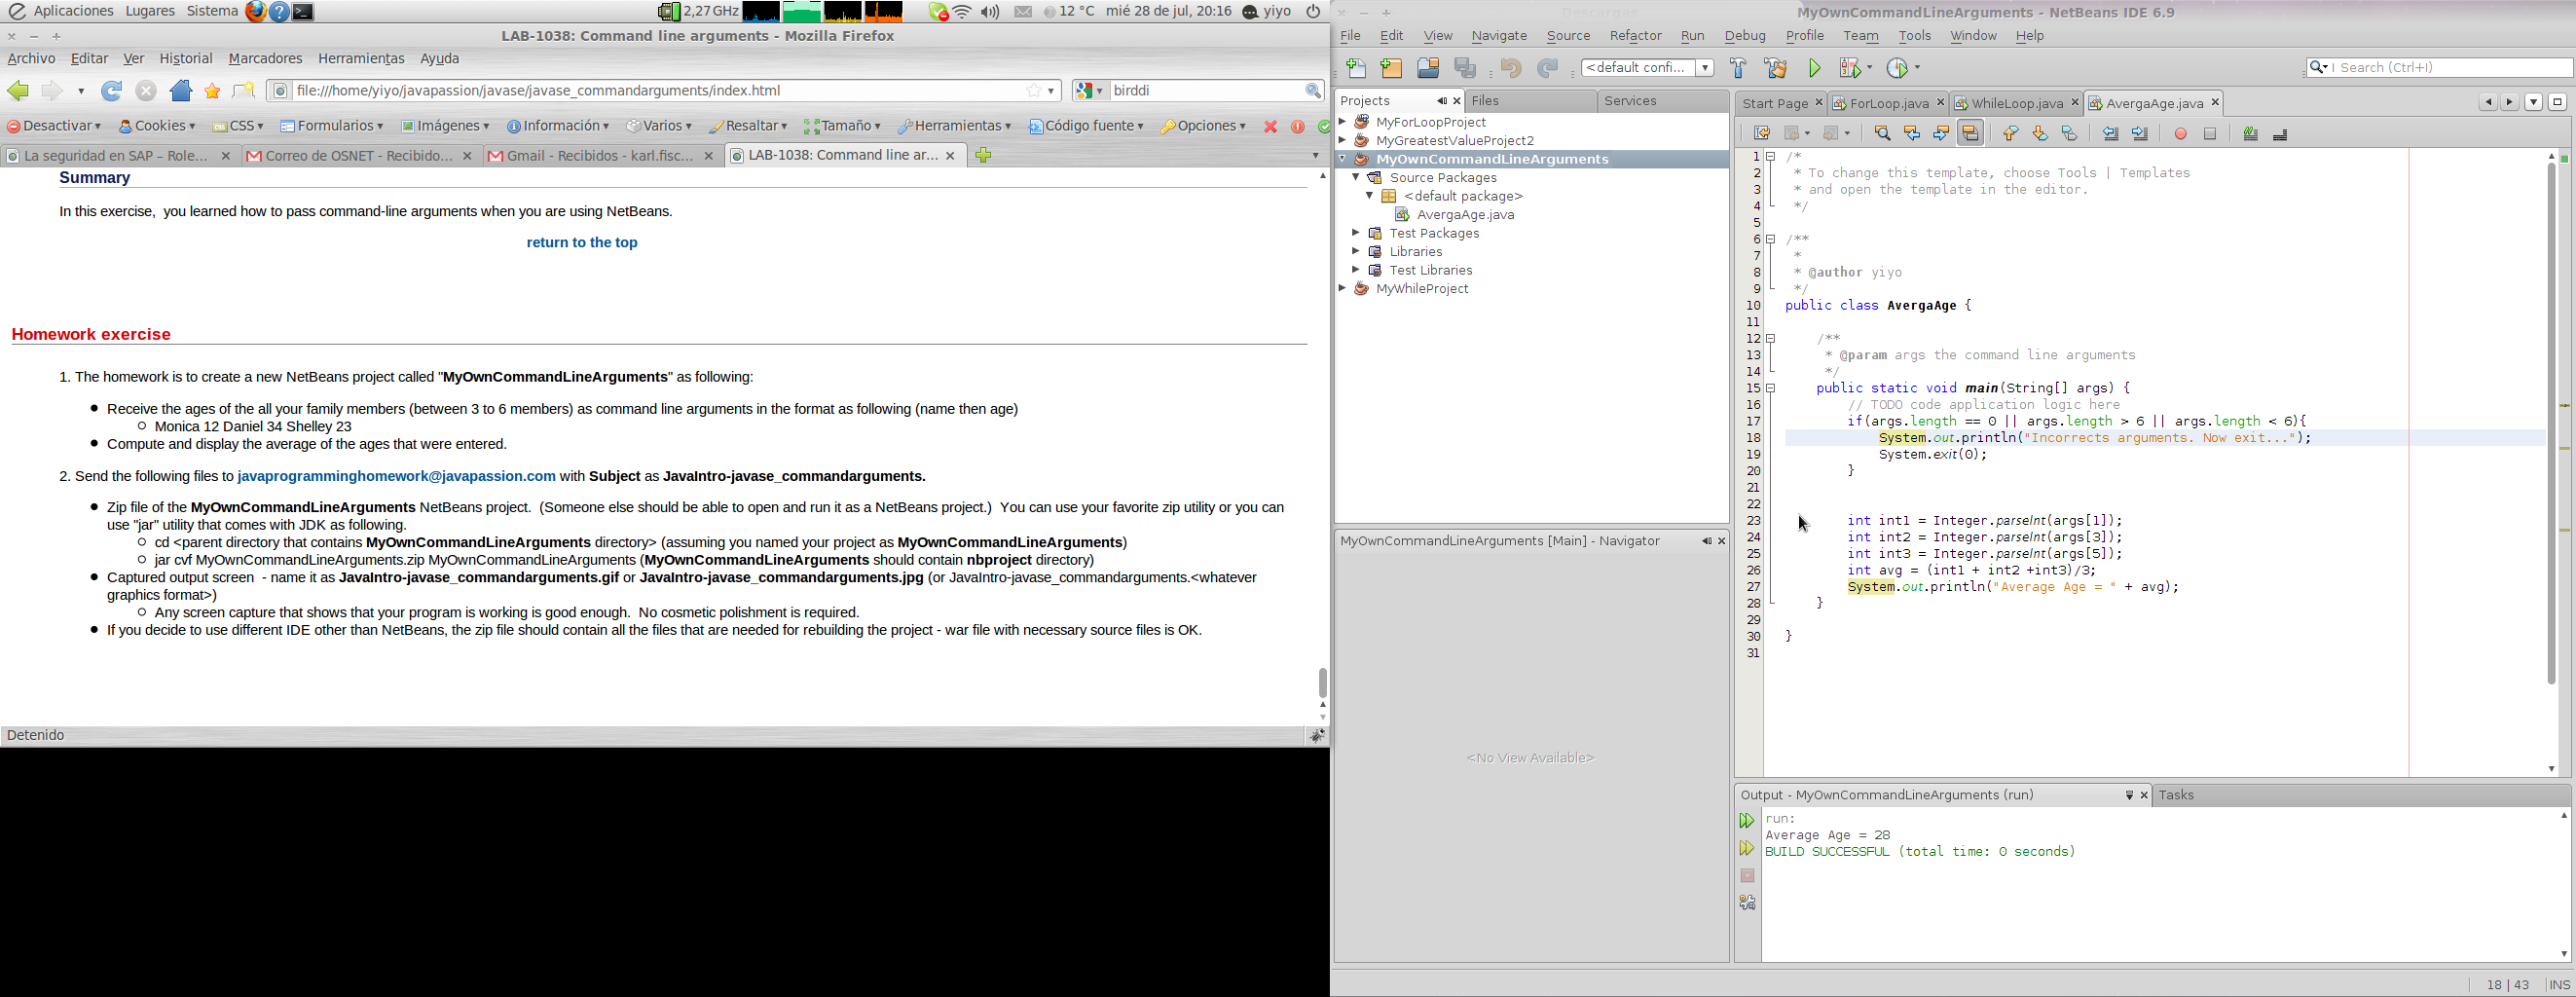 Aplicaciones Lugares Sistema 2,27 GHz 12 °C mié 28 de jul, 20:16 yiyo
LAB-1038: Command line arguments - Mozilla Firefox
Archivo Editar Ver Historial Marcadores Herramientas Ayuda
file:///home/yiyo/javapassion/javase/javase_commandarguments/index.html birddi
Desactivar Cookies CSS Formularios Imágenes Información Varios Resaltar Tamaño Herramientas Código fuente Opciones
La seguridad en SAP – Role... Correo de OSNET - Recibido... Gmail - Recibidos - karl.fisc... LAB-1038: Command line ar...
Summary
In this exercise, you learned how to pass command-line arguments when you are using NetBeans.
return to the top
Homework exercise
1. The homework is to create a new NetBeans project called "MyOwnCommandLineArguments" as following:
Receive the ages of the all your family members (between 3 to 6 members) as command line arguments in the format as following (name then age)
Monica 12 Daniel 34 Shelley 23
Compute and display the average of the ages that were entered.
2. Send the following files to javaprogramminghomework@javapassion.com with Subject as JavaIntro-javase_commandarguments.
Zip file of the MyOwnCommandLineArguments NetBeans project. (Someone else should be able to open and run it as a NetBeans project.) You can use your favorite zip utility or you can
use "jar" utility that comes with JDK as following.
cd <parent directory that contains MyOwnCommandLineArguments directory> (assuming you named your project as MyOwnCommandLineArguments)
jar cvf MyOwnCommandLineArguments.zip MyOwnCommandLineArguments (MyOwnCommandLineArguments should contain nbproject directory)
Captured output screen - name it as JavaIntro-javase_commandarguments.gif or JavaIntro-javase_commandarguments.jpg (or JavaIntro-javase_commandarguments.<whatever
graphics format>)
Any screen capture that shows that your program is working is good enough. No cosmetic polishment is required.
If you decide to use different IDE other than NetBeans, the zip file should contain all the files that are needed for rebuilding the project - war file with necessary source files is OK.
Detenido
Descargas MyOwnCommandLineArguments - NetBeans IDE 6.9
File Edit View Navigate Source Refactor Run Debug Profile Team Tools Window Help
<default confi... Search (Ctrl+I)
Projects Files Services
MyForLoopProject
MyGreatestValueProject2
MyOwnCommandLineArguments
Source Packages
<default package>
AvergaAge.java
Test Packages
Libraries
Test Libraries
MyWhileProject
MyOwnCommandLineArguments [Main] - Navigator
<No View Available>
Start Page ForLoop.java WhileLoop.java AvergaAge.java
1 /*
2 * To change this template, choose Tools | Templates
3 * and open the template in the editor.
4 */
5
6 /**
7 *
8 * @author yiyo
9 */
10 public class AvergaAge {
11
12 /**
13 * @param args the command line arguments
14 */
15 public static void main(String[] args) {
16 // TODO code application logic here
17 if(args.length == 0 || args.length > 6 || args.length < 6){
18 System.out.println("Incorrects arguments. Now exit...");
19 System.exit(0);
20 }
21
22
23 int int1 = Integer.parseInt(args[1]);
24 int int2 = Integer.parseInt(args[3]);
25 int int3 = Integer.parseInt(args[5]);
26 int avg = (int1 + int2 +int3)/3;
27 System.out.println("Average Age = " + avg);
28 }
29
30 }
31
Output - MyOwnCommandLineArguments (run) Tasks
run:
Average Age = 28
BUILD SUCCESSFUL (total time: 0 seconds)
18 | 43 INS